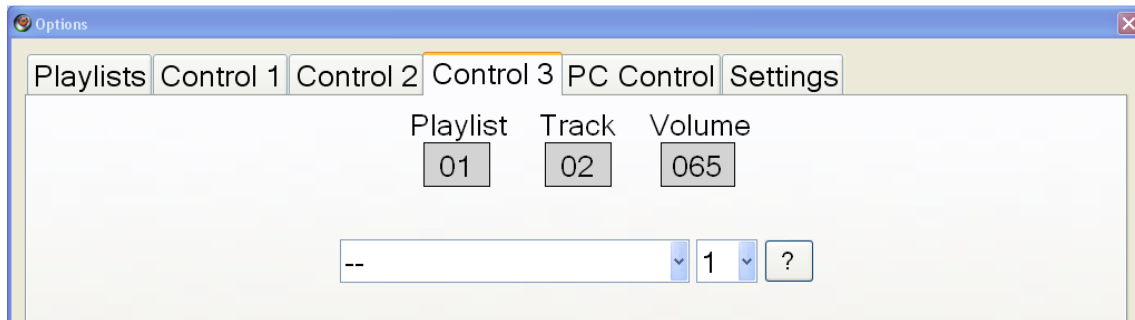 Options
Playlists Control 1 Control 2 Control 3 PC Control Settings
Playlist Track Volume
01 02 065
-- 1 ?